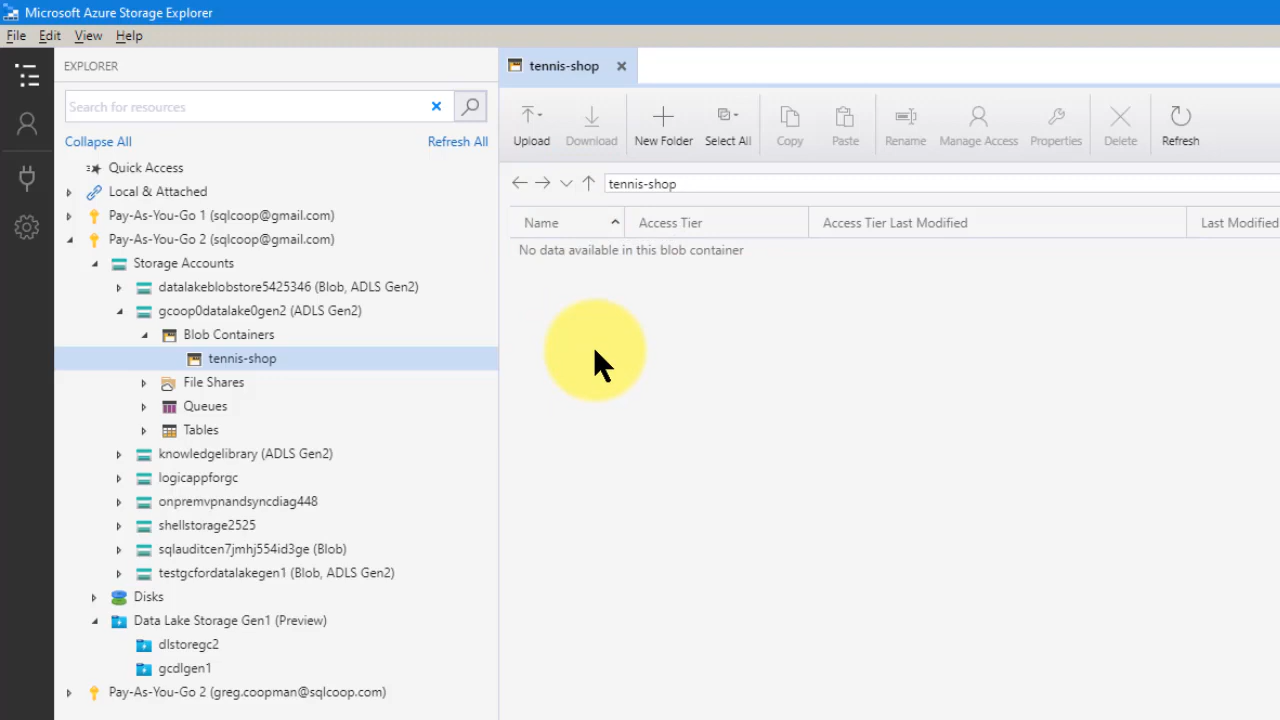 Microsoft Azure Storage Explorer
File Edit View Help
EXPLORER
Search for resources
Collapse All Refresh All
Quick Access
Local & Attached
Pay-As-You-Go 1 (sqlcoop@gmail.com)
Pay-As-You-Go 2 (sqlcoop@gmail.com)
Storage Accounts
datalakeblobstore5425346 (Blob, ADLS Gen2)
gcoop0datalake0gen2 (ADLS Gen2)
Blob Containers
tennis-shop
File Shares
Queues
Tables
knowledgelibrary (ADLS Gen2)
logicappforgc
onpremvpnandsyncdiag448
shellstorage2525
sqlauditcen7jmhj554id3ge (Blob)
testgcfordatalakegen1 (Blob, ADLS Gen2)
Disks
Data Lake Storage Gen1 (Preview)
dlstoregc2
gcdlgen1
Pay-As-You-Go 2 (greg.coopman@sqlcoop.com)
tennis-shop
Upload Download New Folder Select All Copy Paste Rename Manage Access Properties Delete Refresh
tennis-shop
Name Access Tier Access Tier Last Modified Last Modified
No data available in this blob container